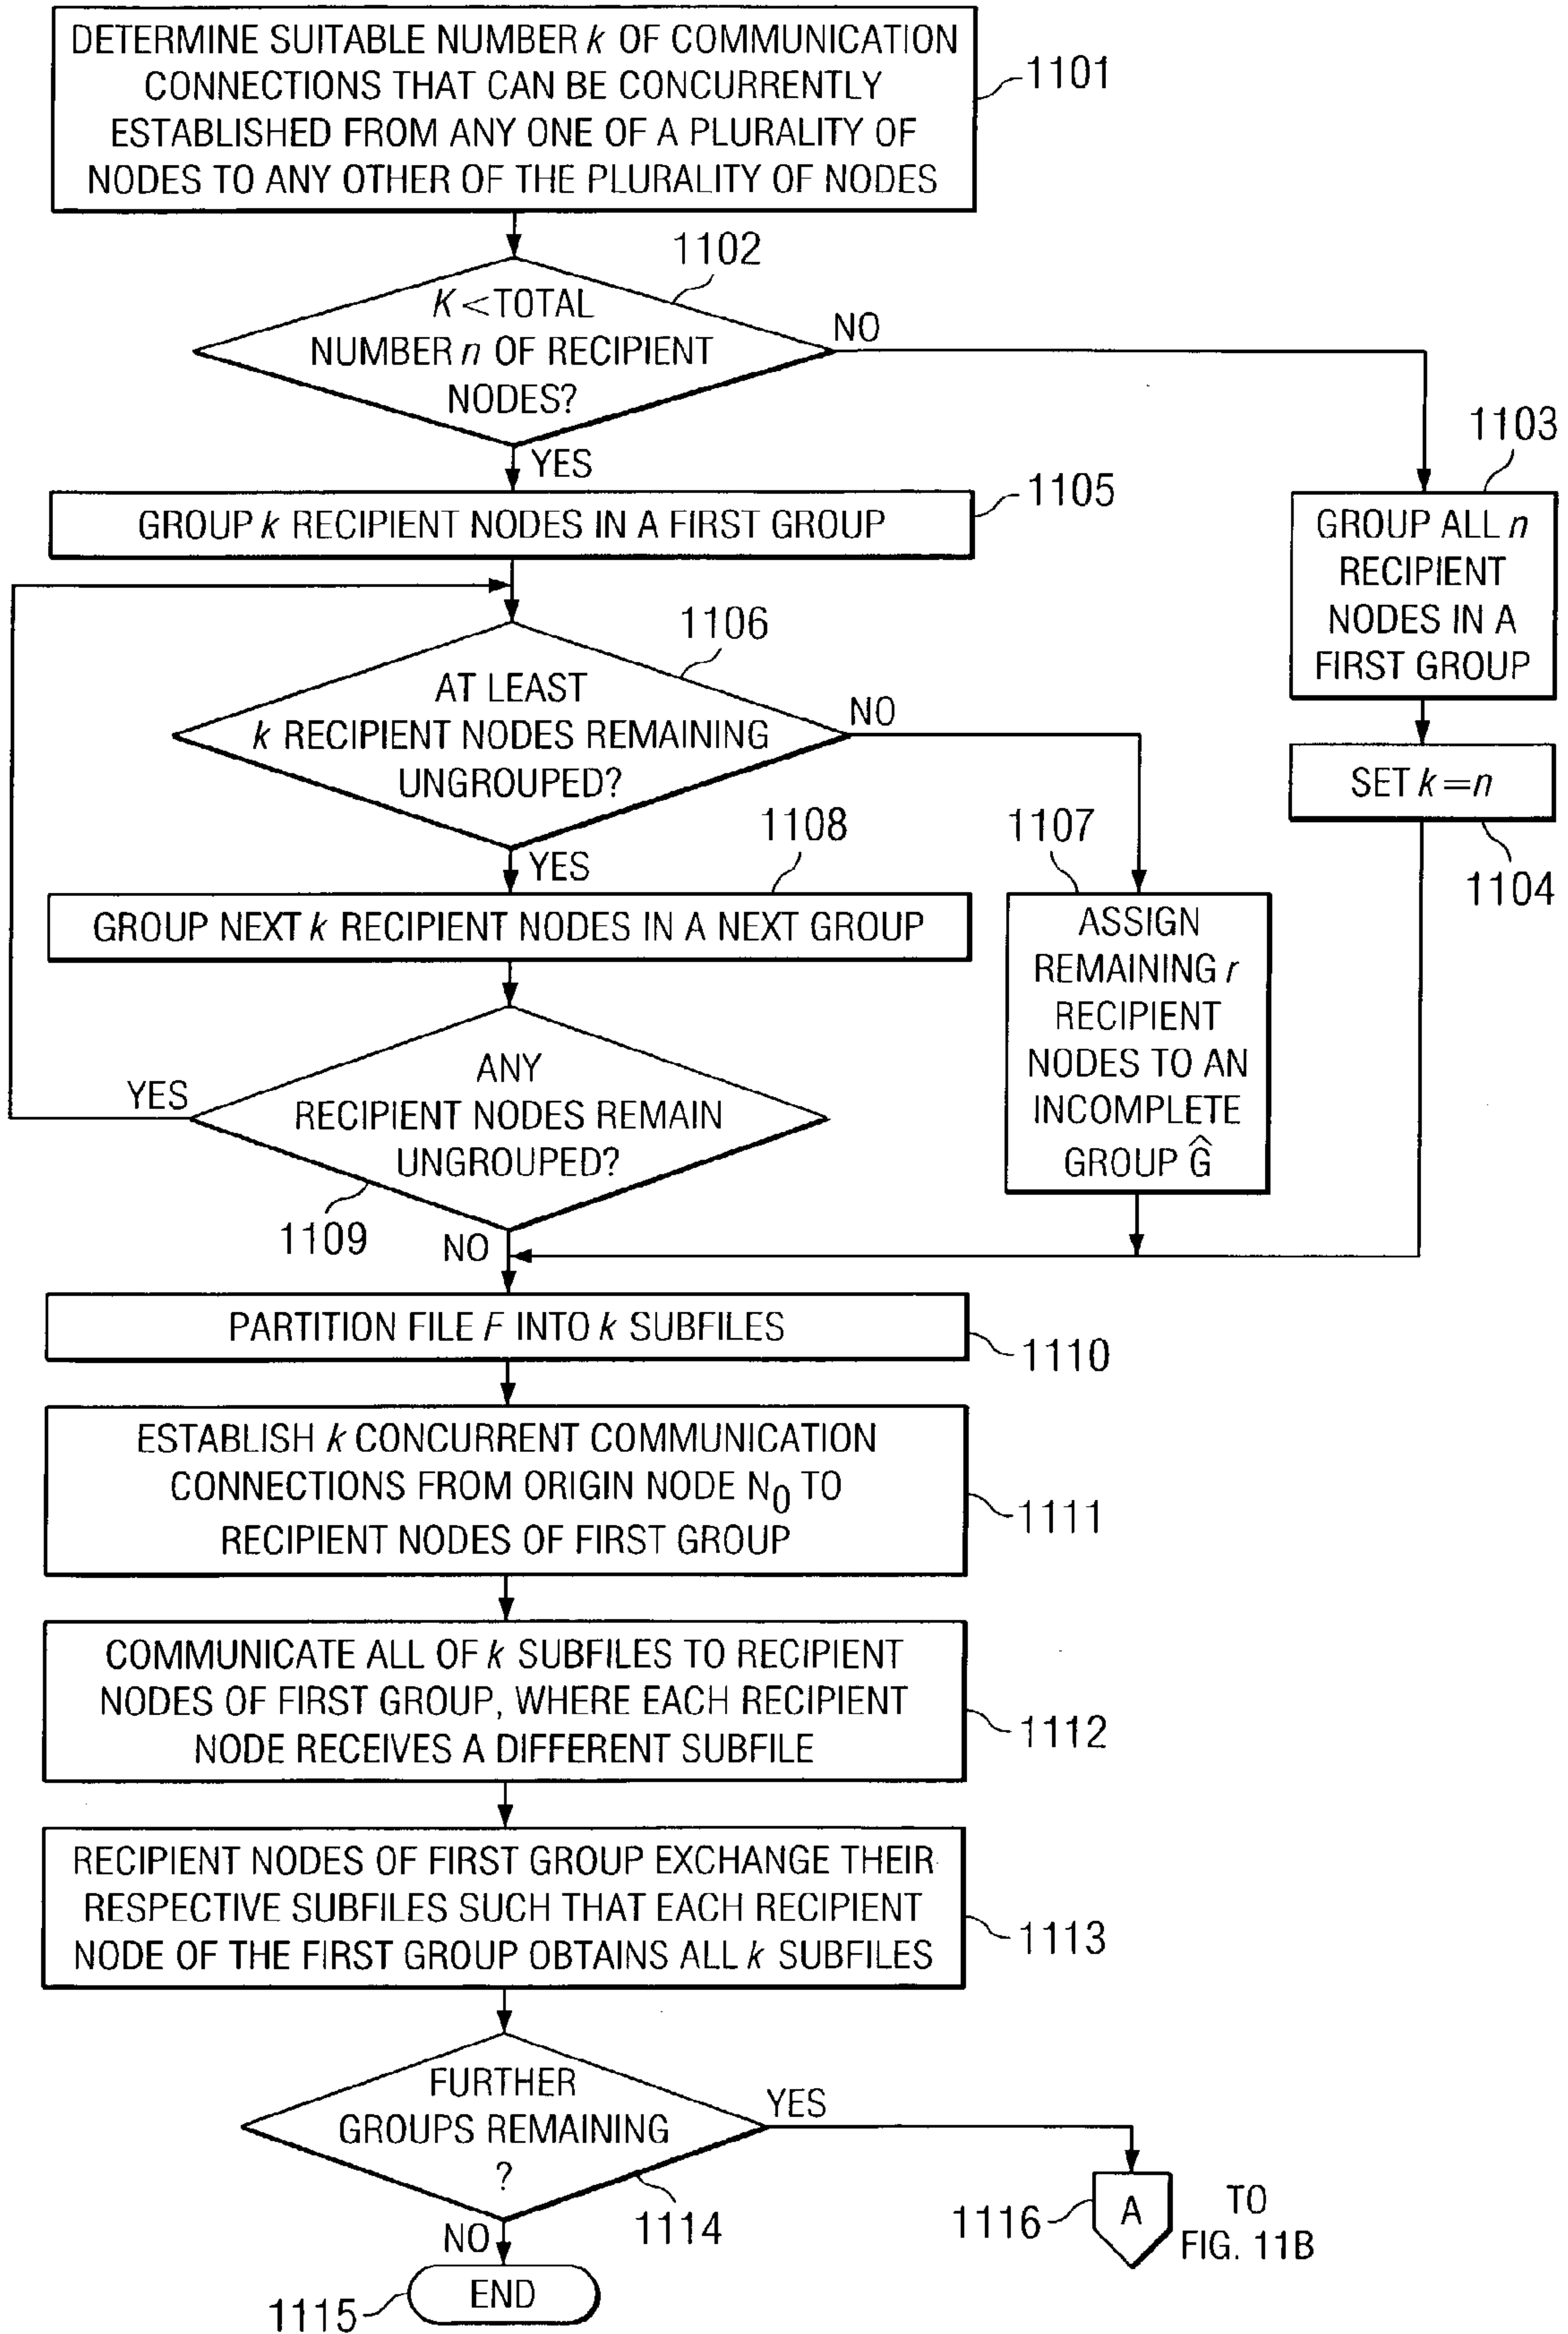 DETERMINE SUITABLE NUMBER k OF COMMUNICATION
CONNECTIONS THAT CAN BE CONCURRENTLY
ESTABLISHED FROM ANY ONE OF A PLURALITY OF
NODES TO ANY OTHER OF THE PLURALITY OF NODES
1101
1102
K<TOTAL
NUMBER n OF RECIPIENT
NODES?
NO
YES
1103
GROUP ALL n
RECIPIENT
NODES IN A
FIRST GROUP
1105
GROUP k RECIPIENT NODES IN A FIRST GROUP
1106
AT LEAST
k RECIPIENT NODES REMAINING
UNGROUPED?
NO
YES
SET k=n
1104
1108
GROUP NEXT k RECIPIENT NODES IN A NEXT GROUP
1107
ASSIGN
REMAINING r
RECIPIENT
NODES TO AN
INCOMPLETE
GROUP Ĝ
ANY
RECIPIENT NODES REMAIN
UNGROUPED?
YES
1109
NO
PARTITION FILE F INTO k SUBFILES
1110
ESTABLISH k CONCURRENT COMMUNICATION
CONNECTIONS FROM ORIGIN NODE N0 TO
RECIPIENT NODES OF FIRST GROUP
1111
COMMUNICATE ALL OF k SUBFILES TO RECIPIENT
NODES OF FIRST GROUP, WHERE EACH RECIPIENT
NODE RECEIVES A DIFFERENT SUBFILE
1112
RECIPIENT NODES OF FIRST GROUP EXCHANGE THEIR
RESPECTIVE SUBFILES SUCH THAT EACH RECIPIENT
NODE OF THE FIRST GROUP OBTAINS ALL k SUBFILES
1113
FURTHER
GROUPS REMAINING
?
YES
1114
NO
1116
A
TO
FIG. 11B
END
1115